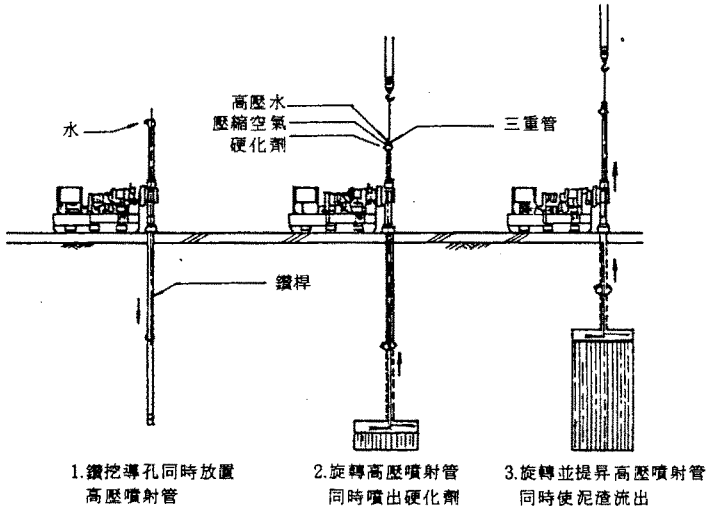 水
高壓水
壓縮空氣
硬化劑
三重管
鑽桿
1.鑽挖導孔同時放置
高壓噴射管
2.旋轉高壓噴射管
同時噴出硬化劑
3.旋轉並提昇高壓噴射管
同時使泥渣流出